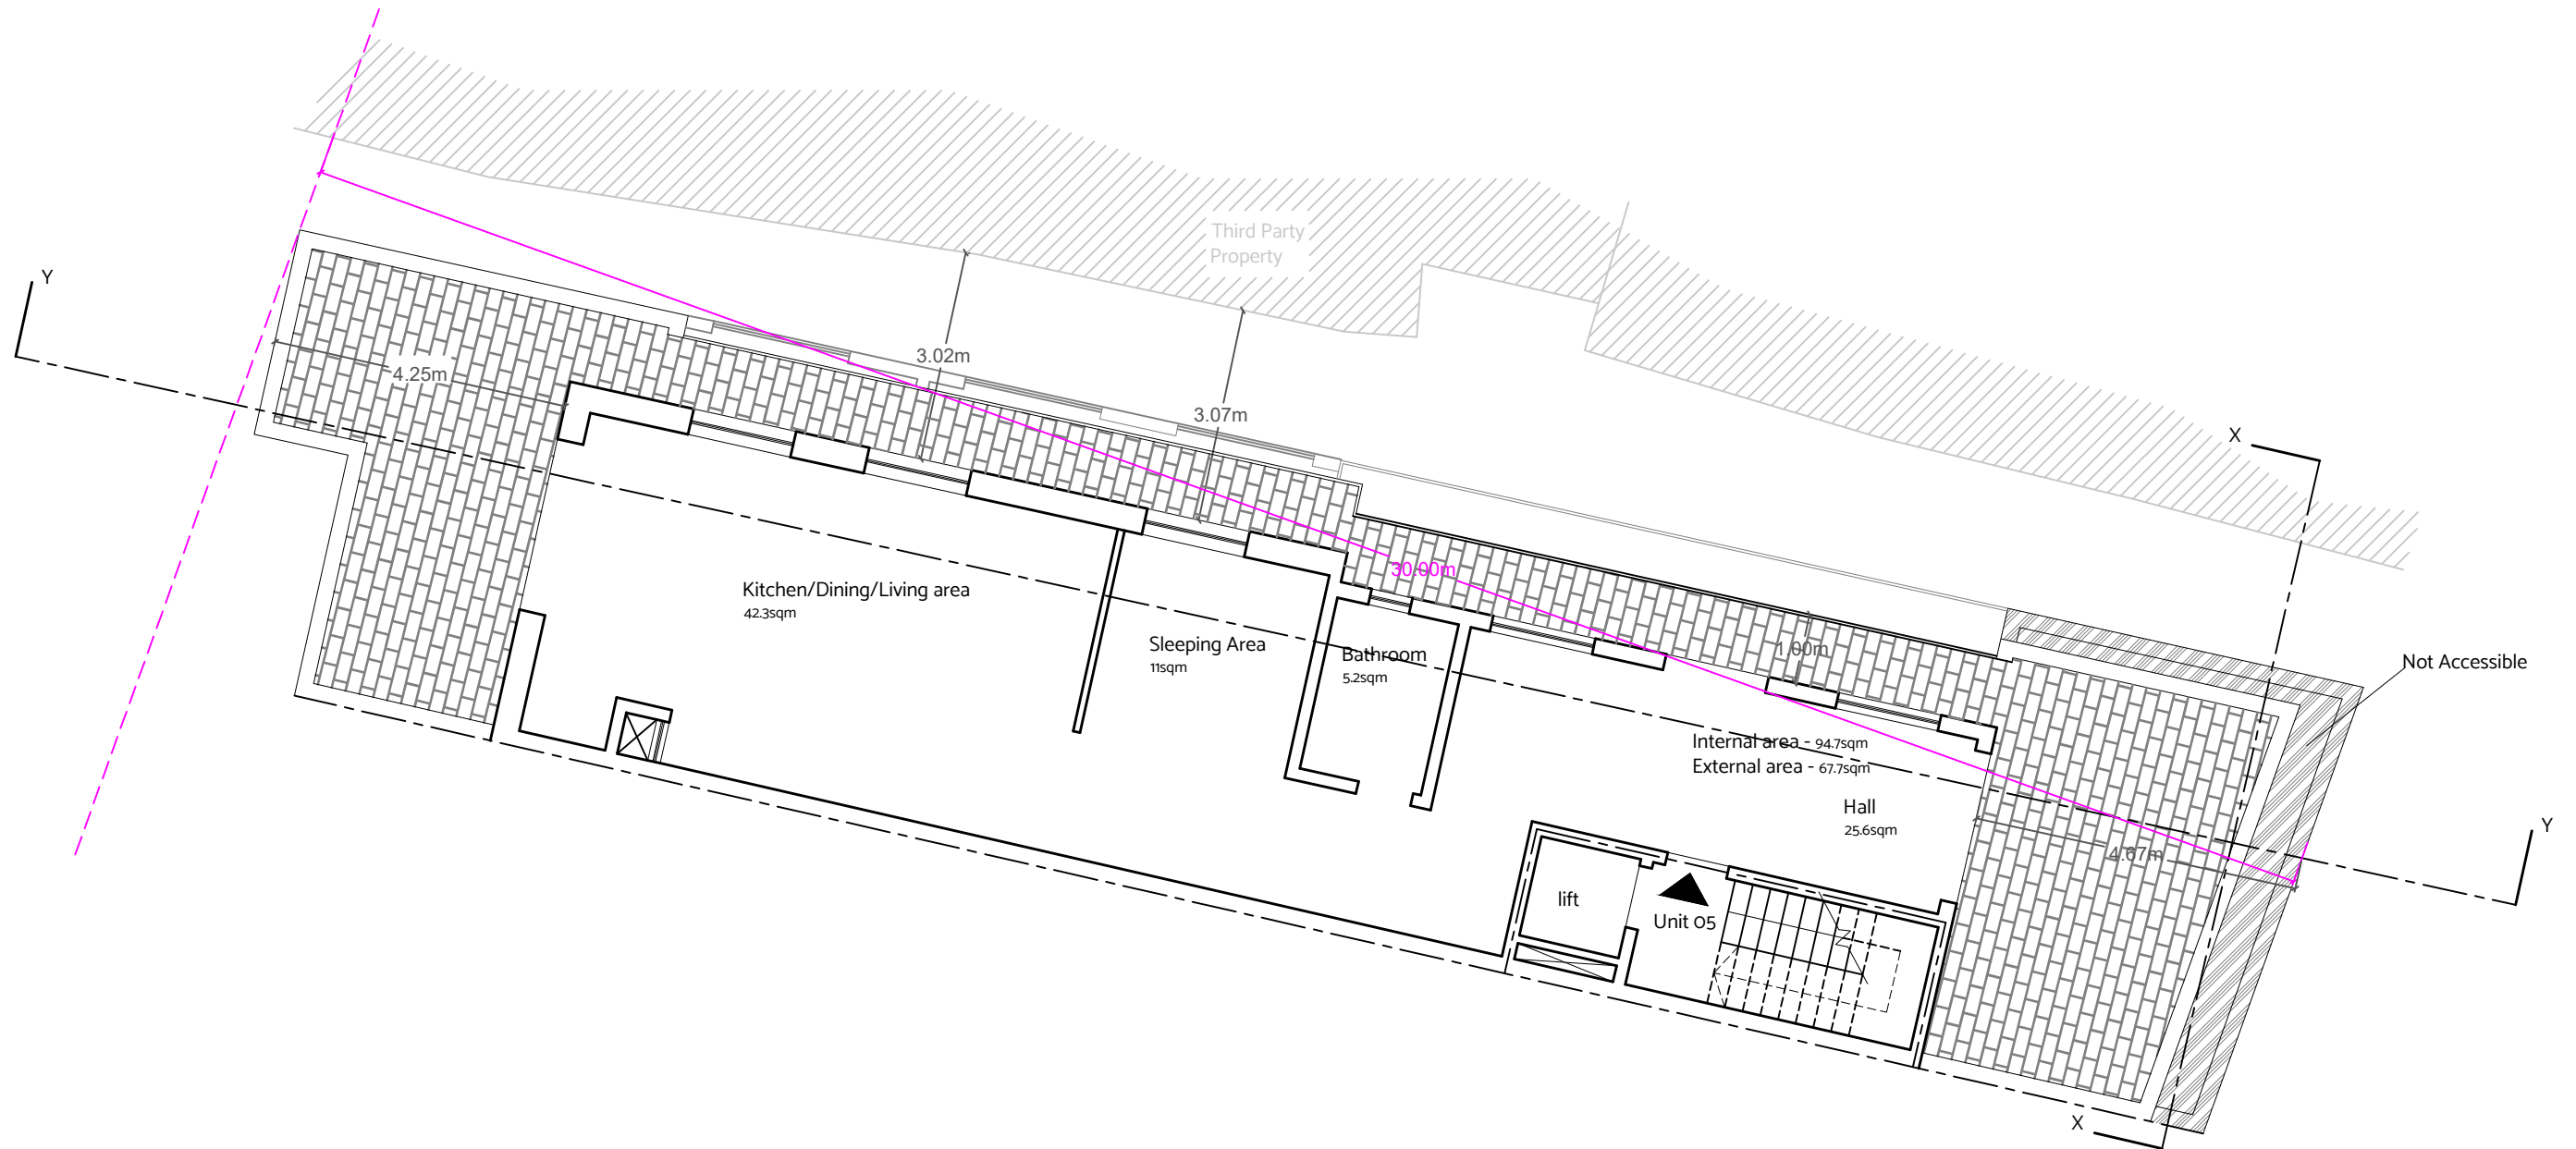 Third Party
Property
Y
3.02m
4.25m
3.07m
X
30.00m
Kitchen/Dining/Living area
42.3sqm
Sleeping Area
11sqm
Bathroom
5.2sqm
1.00m
Not Accessible
Internal area - 94.7sqm
External area - 67.7sqm
Hall
25.6sqm
Y
4.67m
lift
Unit 05
X